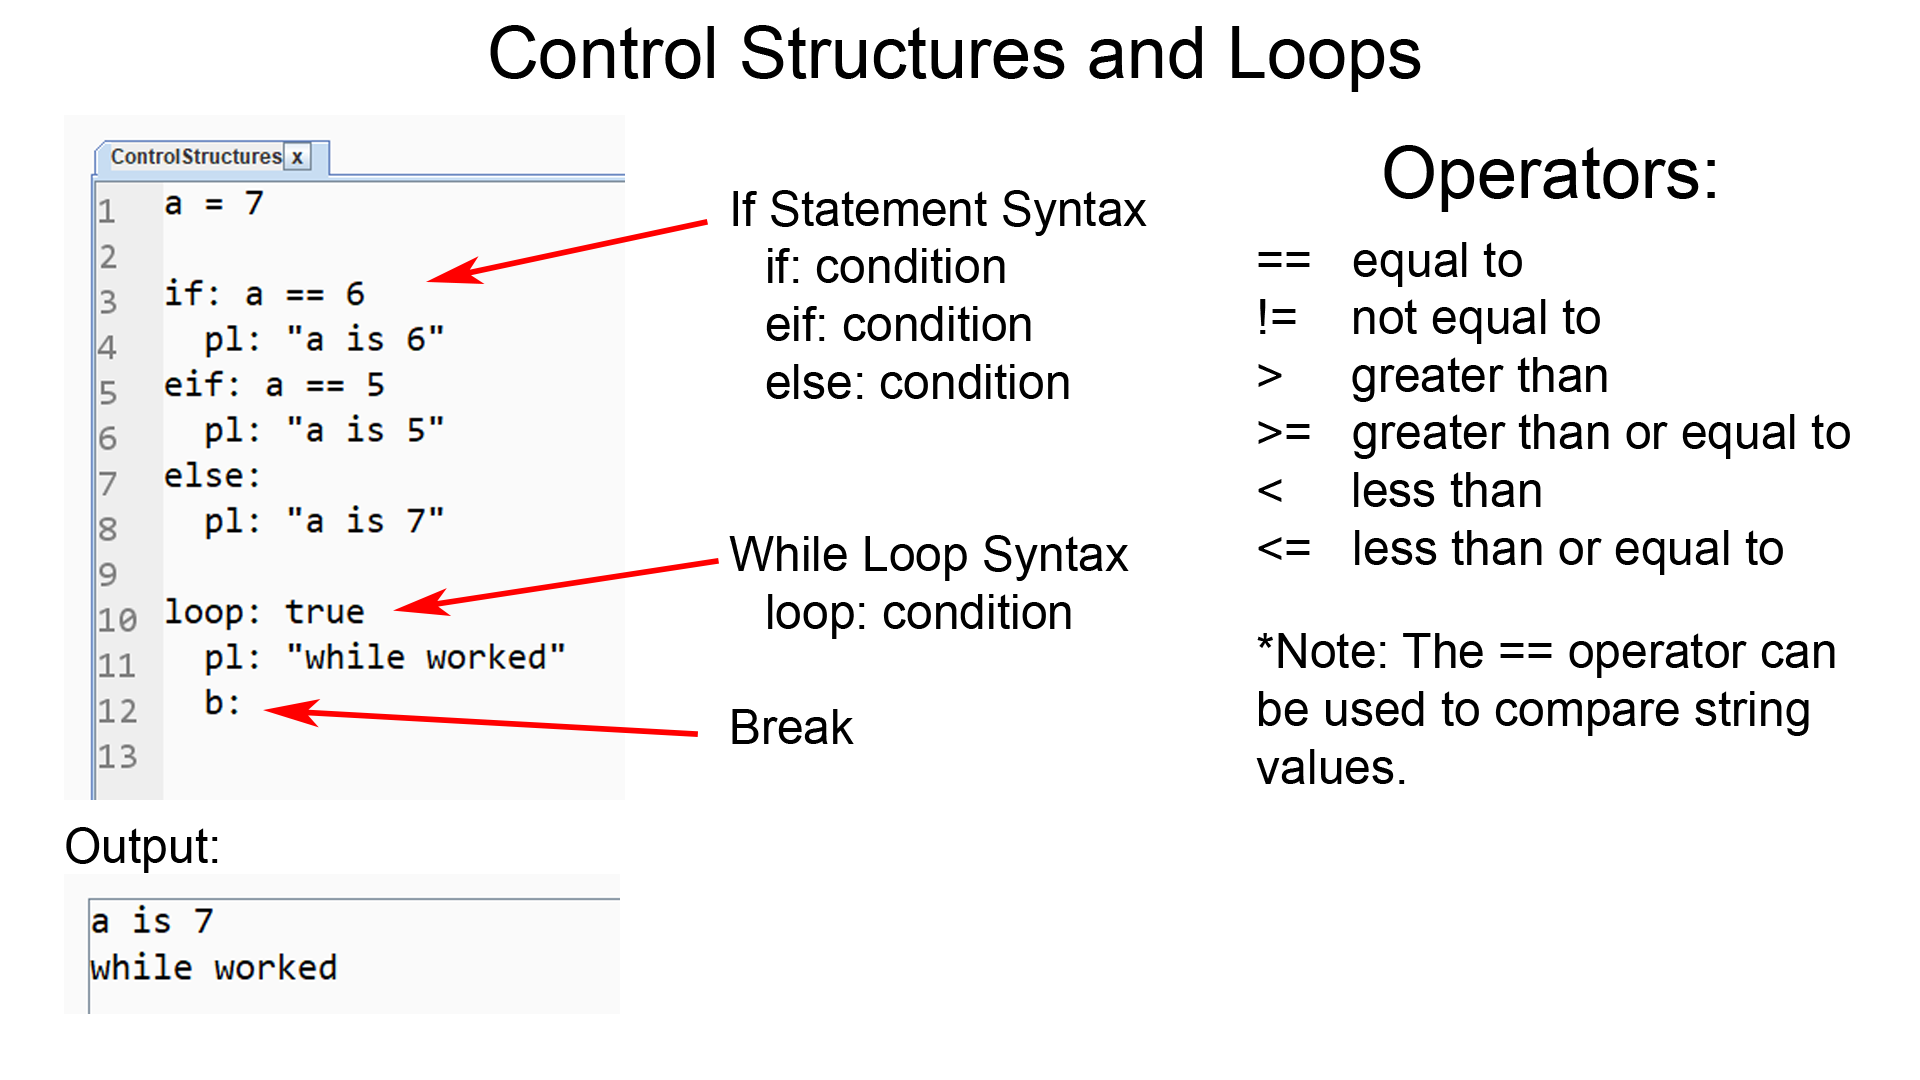 Control Structures and Loops
ControlStructures x
1 a = 7
2
3 if: a == 6
4   pl: "a is 6"
5 eif: a == 5
6   pl: "a is 5"
7 else:
8   pl: "a is 7"
9
10 loop: true
11   pl: "while worked"
12   b:
13
Output:
a is 7
while worked
If Statement Syntax
if: condition
eif: condition
else: condition
While Loop Syntax
loop: condition
Break
Operators:
== equal to
!= not equal to
> greater than
>= greater than or equal to
< less than
<= less than or equal to
*Note: The == operator can
be used to compare string
values.